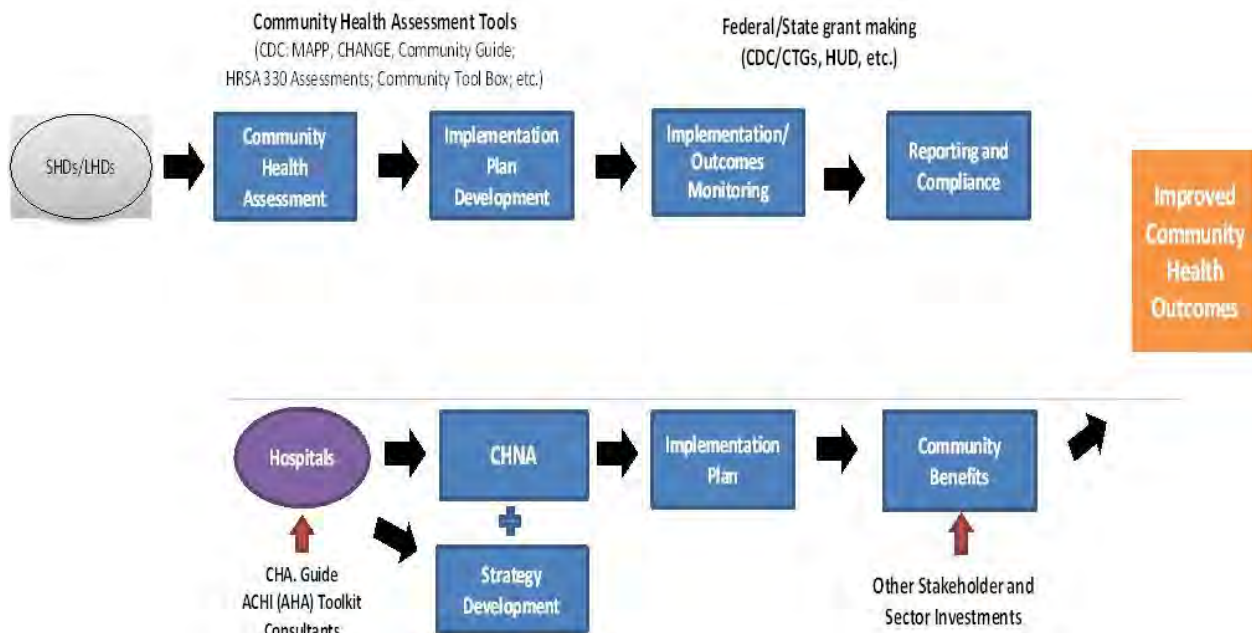 Community Health Assessment Tools
(CDC: MAPP, CHANGE, Community Guide;
HRSA 330 Assessments; Community Tool Box; etc.)
Federal/State grant making
(CDC/CTGs, HUD, etc.)
SHDs/LHDs
Community
Health
Assessment
Implementation
Plan
Development
Implementation/
Outcomes
Monitoring
Reporting and
Compliance
Improved
Community
Health
Outcomes
Hospitals
CHNA
Implementation
Plan
Community
Benefits
Strategy
Development
CHA. Guide
ACHI (AHA) Toolkit
Consultants
Other Stakeholder and
Sector Investments